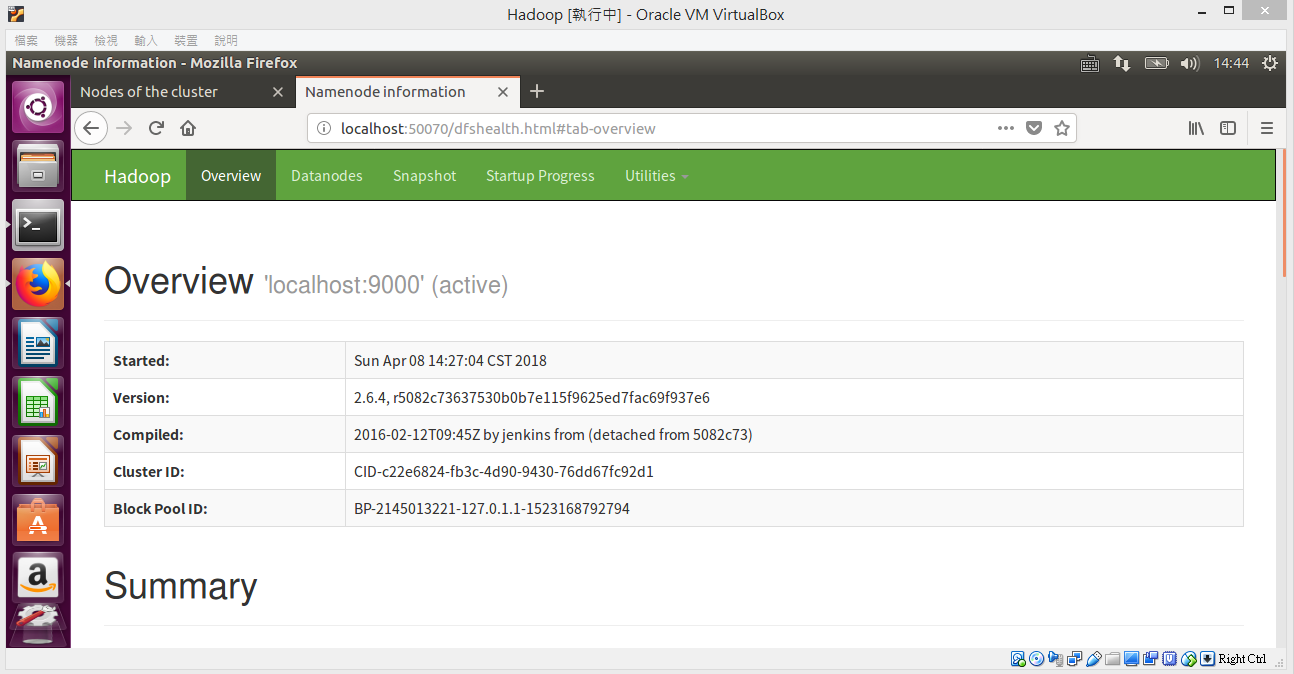 Hadoop [執行中] - Oracle VM VirtualBox
檔案 機器 檢視 輸入 裝置 說明
Namenode information - Mozilla Firefox 14:44
Nodes of the cluster Namenode information
localhost:50070/dfshealth.html#tab-overview
Hadoop Overview Datanodes Snapshot Startup Progress Utilities
Overview 'localhost:9000' (active)
Started: Sun Apr 08 14:27:04 CST 2018
Version: 2.6.4, r5082c73637530b0b7e115f9625ed7fac69f937e6
Compiled: 2016-02-12T09:45Z by jenkins from (detached from 5082c73)
Cluster ID: CID-c22e6824-fb3c-4d90-9430-76dd67fc92d1
Block Pool ID: BP-2145013221-127.0.1.1-1523168792794
Summary
Right Ctrl